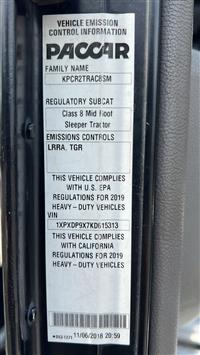 VEHICLE EMISSION
CONTROL INFORMATION
PACCAR
FAMILY NAME
KPCR2TRAC8SM
REGULATORY SUBCAT
Class 8 Mid Roof
Sleeper Tractor
EMISSIONS CONTROLS
LRRA, TGR
THIS VEHICLE COMPLIES
WITH U.S. EPA
REGULATIONS FOR 2019
HEAVY - DUTY VEHICLES
VIN
1XPXDP9X7KD615313
THIS VEHICLE COMPLIES
WITH CALIFORNIA
REGULATIONS FOR 2019
HEAVY - DUTY VEHICLES
11/06/2018 20:59